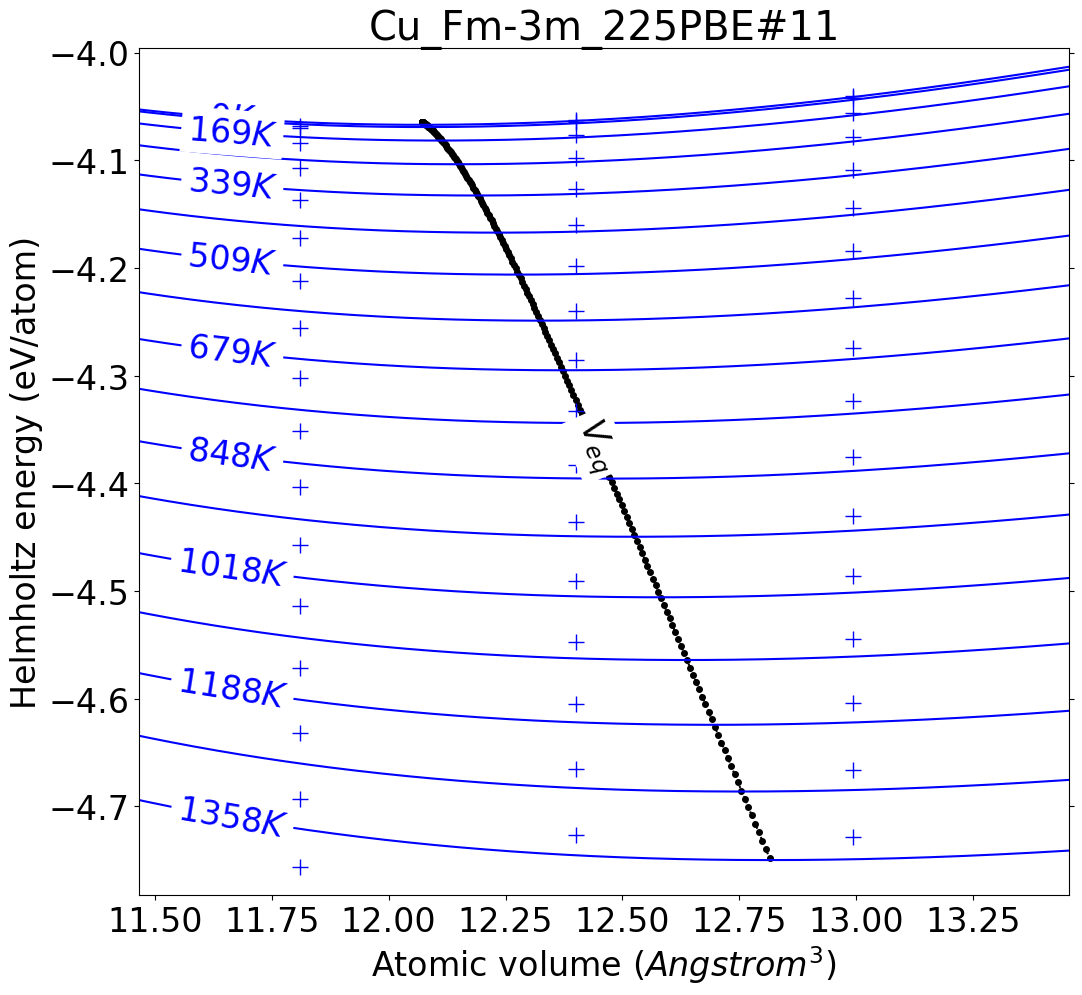 Cu_Fm-3m_225PBE#11
−4.0
−4.1
−4.2
−4.3
−4.4
−4.5
−4.6
−4.7
Helmholtz energy (eV/atom)
169K
339K
509K
679K
848K
1018K
1188K
1358K
V_eq
11.50 11.75 12.00 12.25 12.50 12.75 13.00 13.25
Atomic volume (Angstrom³)